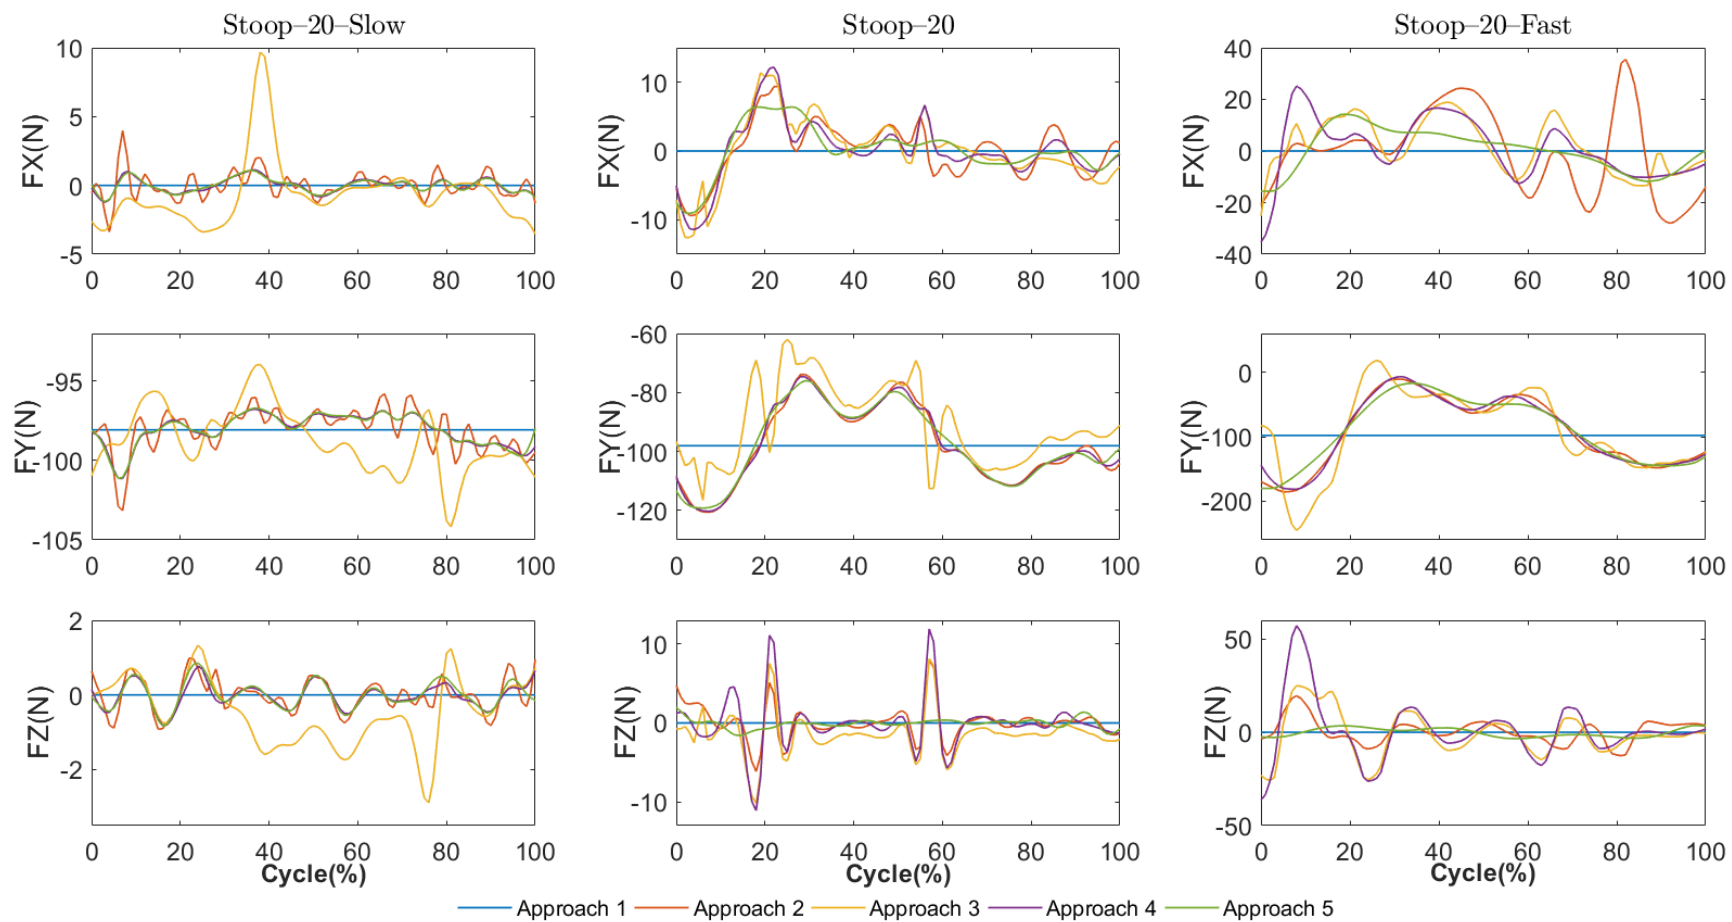 Stoop–20–Slow
Stoop–20
Stoop–20–Fast
FX(N)
10
5
0
-5
0 20 40 60 80 100
FX(N)
10
0
-10
0 20 40 60 80 100
FX(N)
40
20
0
-20
-40
0 20 40 60 80 100
FY(N)
-95
-100
-105
0 20 40 60 80 100
FY(N)
-60
-80
-100
-120
0 20 40 60 80 100
FY(N)
0
-100
-200
0 20 40 60 80 100
FZ(N)
2
0
-2
0 20 40 60 80 100
Cycle(%)
FZ(N)
10
0
-10
0 20 40 60 80 100
Cycle(%)
FZ(N)
50
0
-50
0 20 40 60 80 100
Cycle(%)
Approach 1 Approach 2 Approach 3 Approach 4 Approach 5